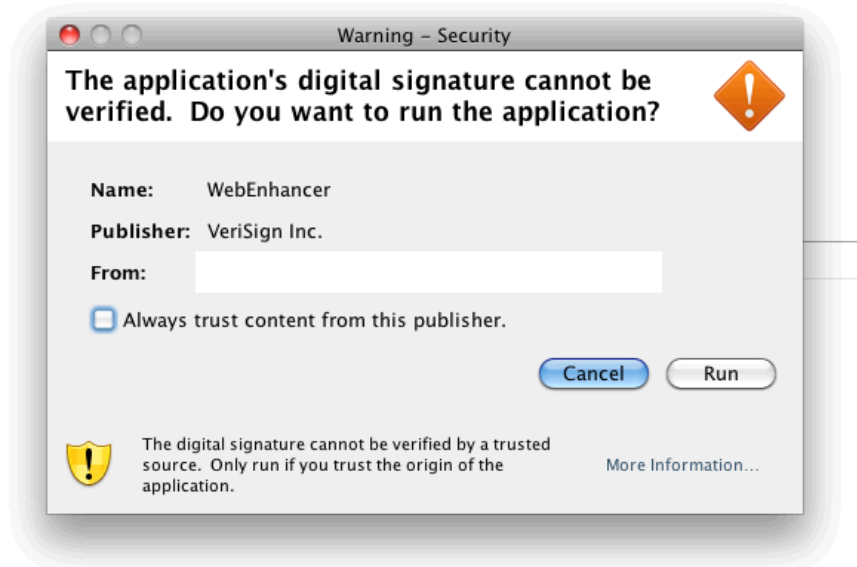 Warning – Security
The application's digital signature cannot be
verified. Do you want to run the application?
Name: WebEnhancer
Publisher: VeriSign Inc.
From:
Always trust content from this publisher.
Cancel Run
The digital signature cannot be verified by a trusted
source. Only run if you trust the origin of the
application.
More Information...